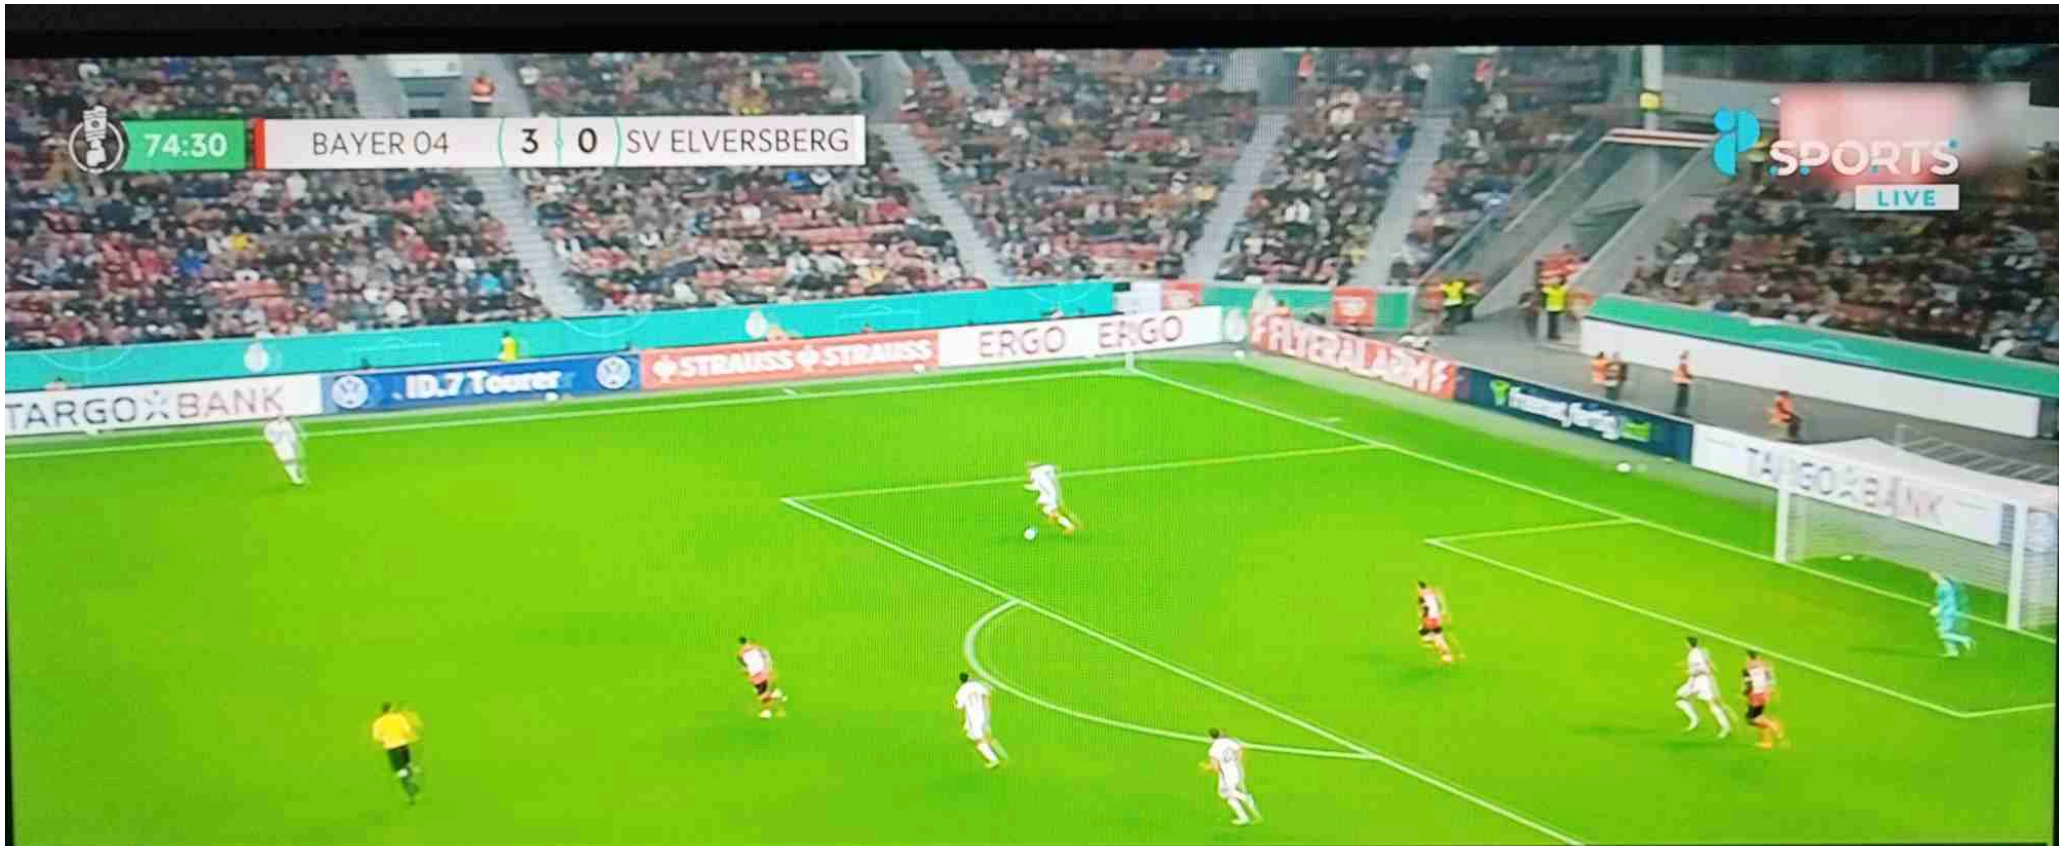 74:30 BAYER 04 3 0 SV ELVERSBERG
SPORTS
LIVE
TARGO BANK
ID.7 Tourer
STRAUSS STRAUSS
ERGO ERGO
FLYERALARM
TARGO BANK